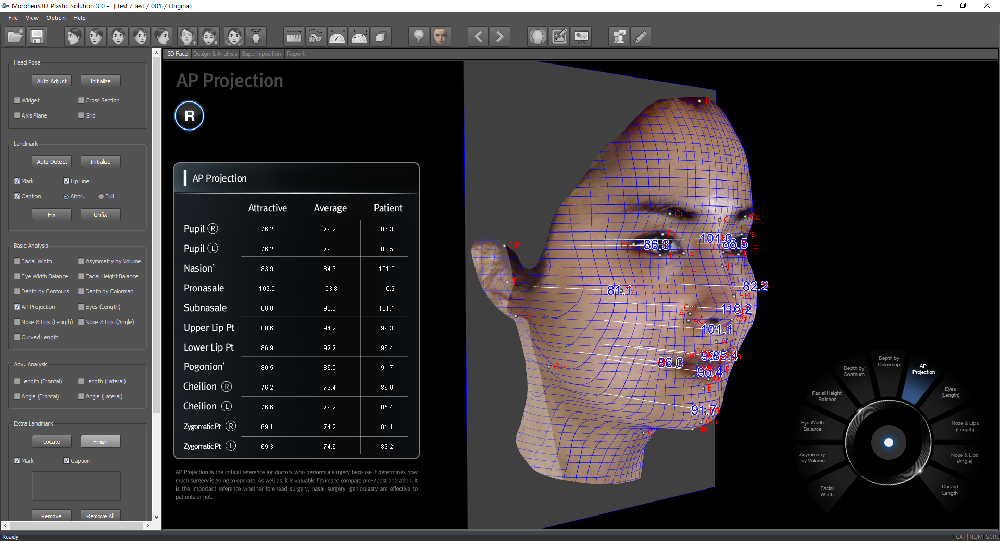 Morpheus3D Plastic Solution 3.0 - [ test / test / 001 / Original]
File View Option Help
3D Face Design & Analysis Superimposition Report
Head Pose
Auto Adjust Initialize
Widget Cross Section
Axis Plane Grid
Landmark
Auto Detect Initialize
Mark Lip Line
Caption Abbr. Full
Fix Unfix
Basic Analysis
Facial Width Asymmetry by Volume
Eye Width Balance Facial Height Balance
Depth by Contours Depth by Colormap
AP Projection Eyes (Length)
Nose & Lips (Length) Nose & Lips (Angle)
Curved Length
Adv. Analysis
Length (Frontal) Length (Lateral)
Angle (Frontal) Angle (Lateral)
Extra Landmark
Locate Finish
Mark Caption
Remove Remove All
AP Projection
R
AP Projection
Attractive Average Patient
Pupil R 76.2 79.2 86.3
Pupil L 76.2 79.0 88.5
Nasion' 83.9 84.9 101.0
Pronasale 102.5 103.8 116.2
Subnasale 88.0 90.8 101.1
Upper Lip Pt 88.6 94.2 99.3
Lower Lip Pt 86.9 92.2 96.4
Pogonion' 80.5 86.0 91.7
Cheilion R 76.2 79.4 86.0
Cheilion L 76.6 79.2 85.4
Zygomatic Pt R 69.1 74.2 81.1
Zygomatic Pt L 69.3 74.6 82.2
AP Projection is the critical reference for doctors who perform a surgery because it determines how
much surgery is going to operate. As well as, it is valuable figures to compare pre-/post operation. It
is the important reference whether forehead surgery, nasal surgery, genioplasty are effective to
patients or not.
Os
Os
G'
Ps
101.0
88.5
86.3
Ex
Obs
En
81.1
82.2
SB
116.2
A
AC
101.1
A'
85.4
86.0
Go'
96.4
B'
91.7
Me'
Depth by
Colormap
AP
Projection
Depth by
Contours
Eyes
(Length)
Facial Height
Balance
Nose & Lips
(Length)
Eye Width
Balance
Nose & Lips
(Angle)
Asymmetry
by Volume
Curved
Length
Facial
Width
Ready
CAP NUM SCRL